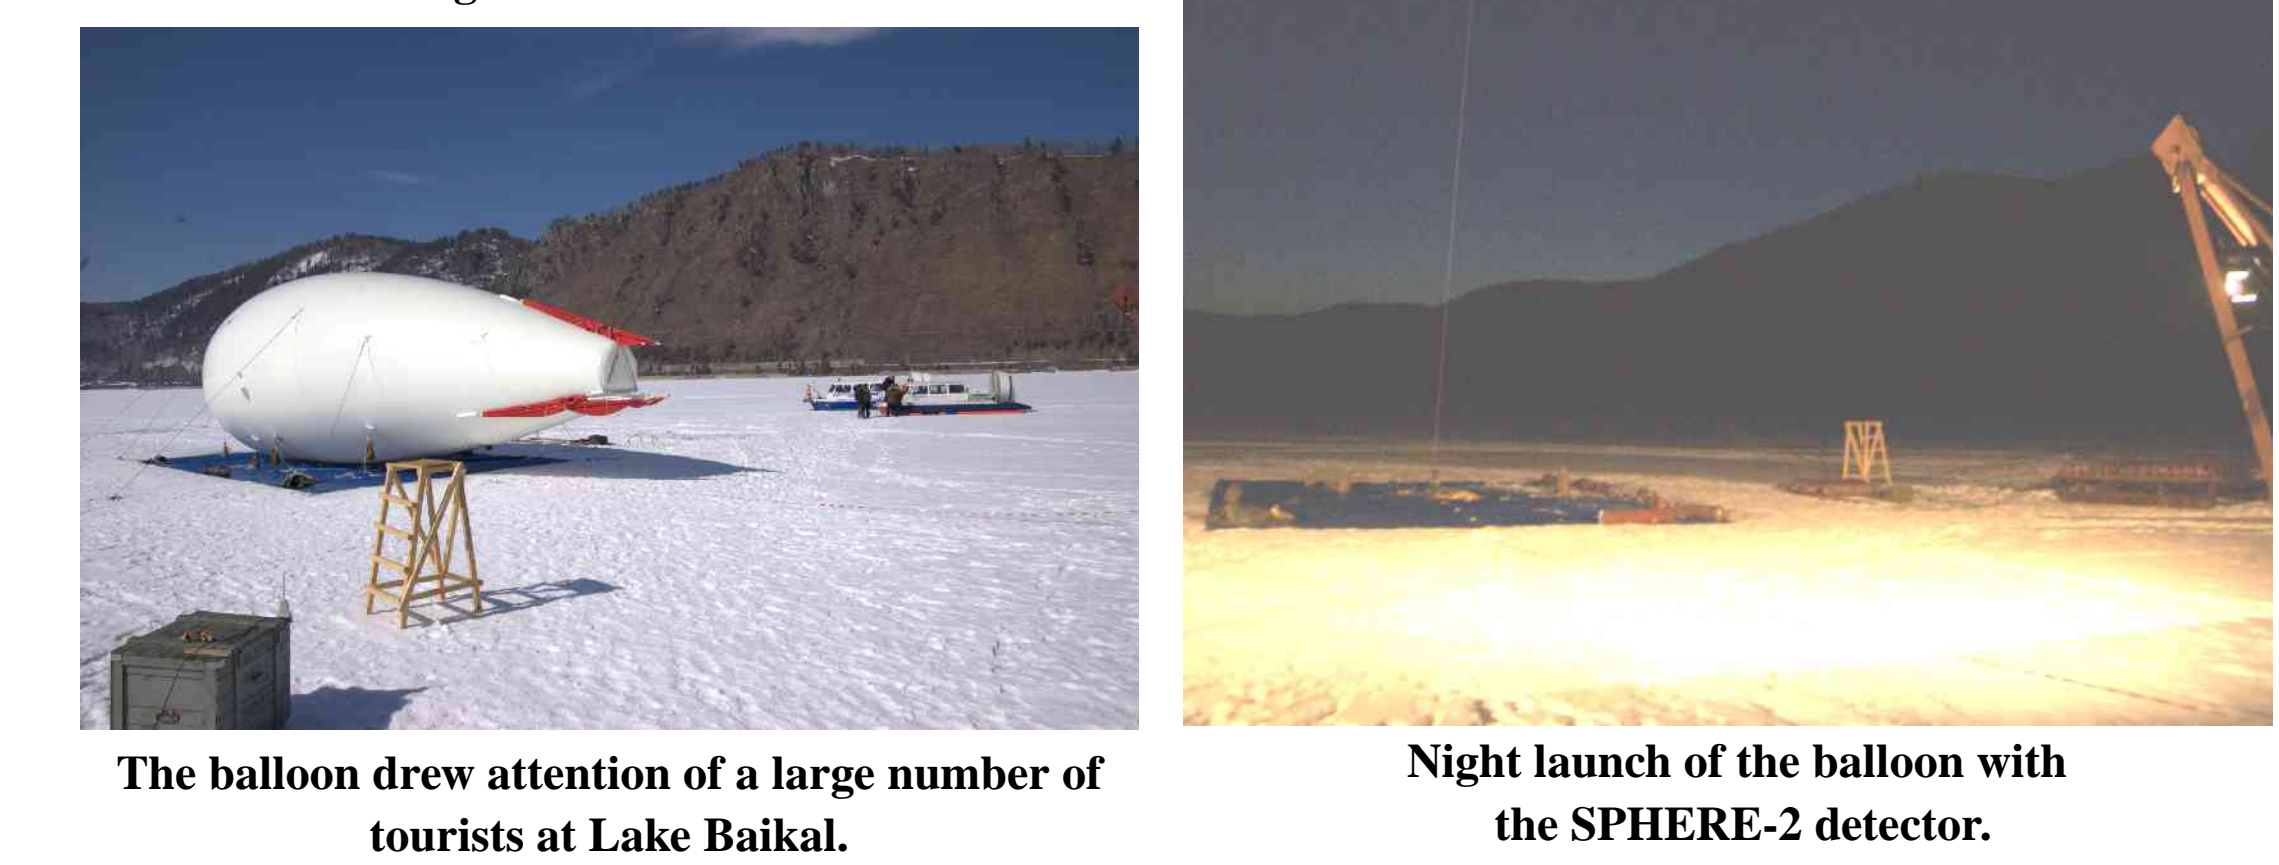 The balloon drew attention of a large number of
tourists at Lake Baikal.
Night launch of the balloon with
the SPHERE-2 detector.